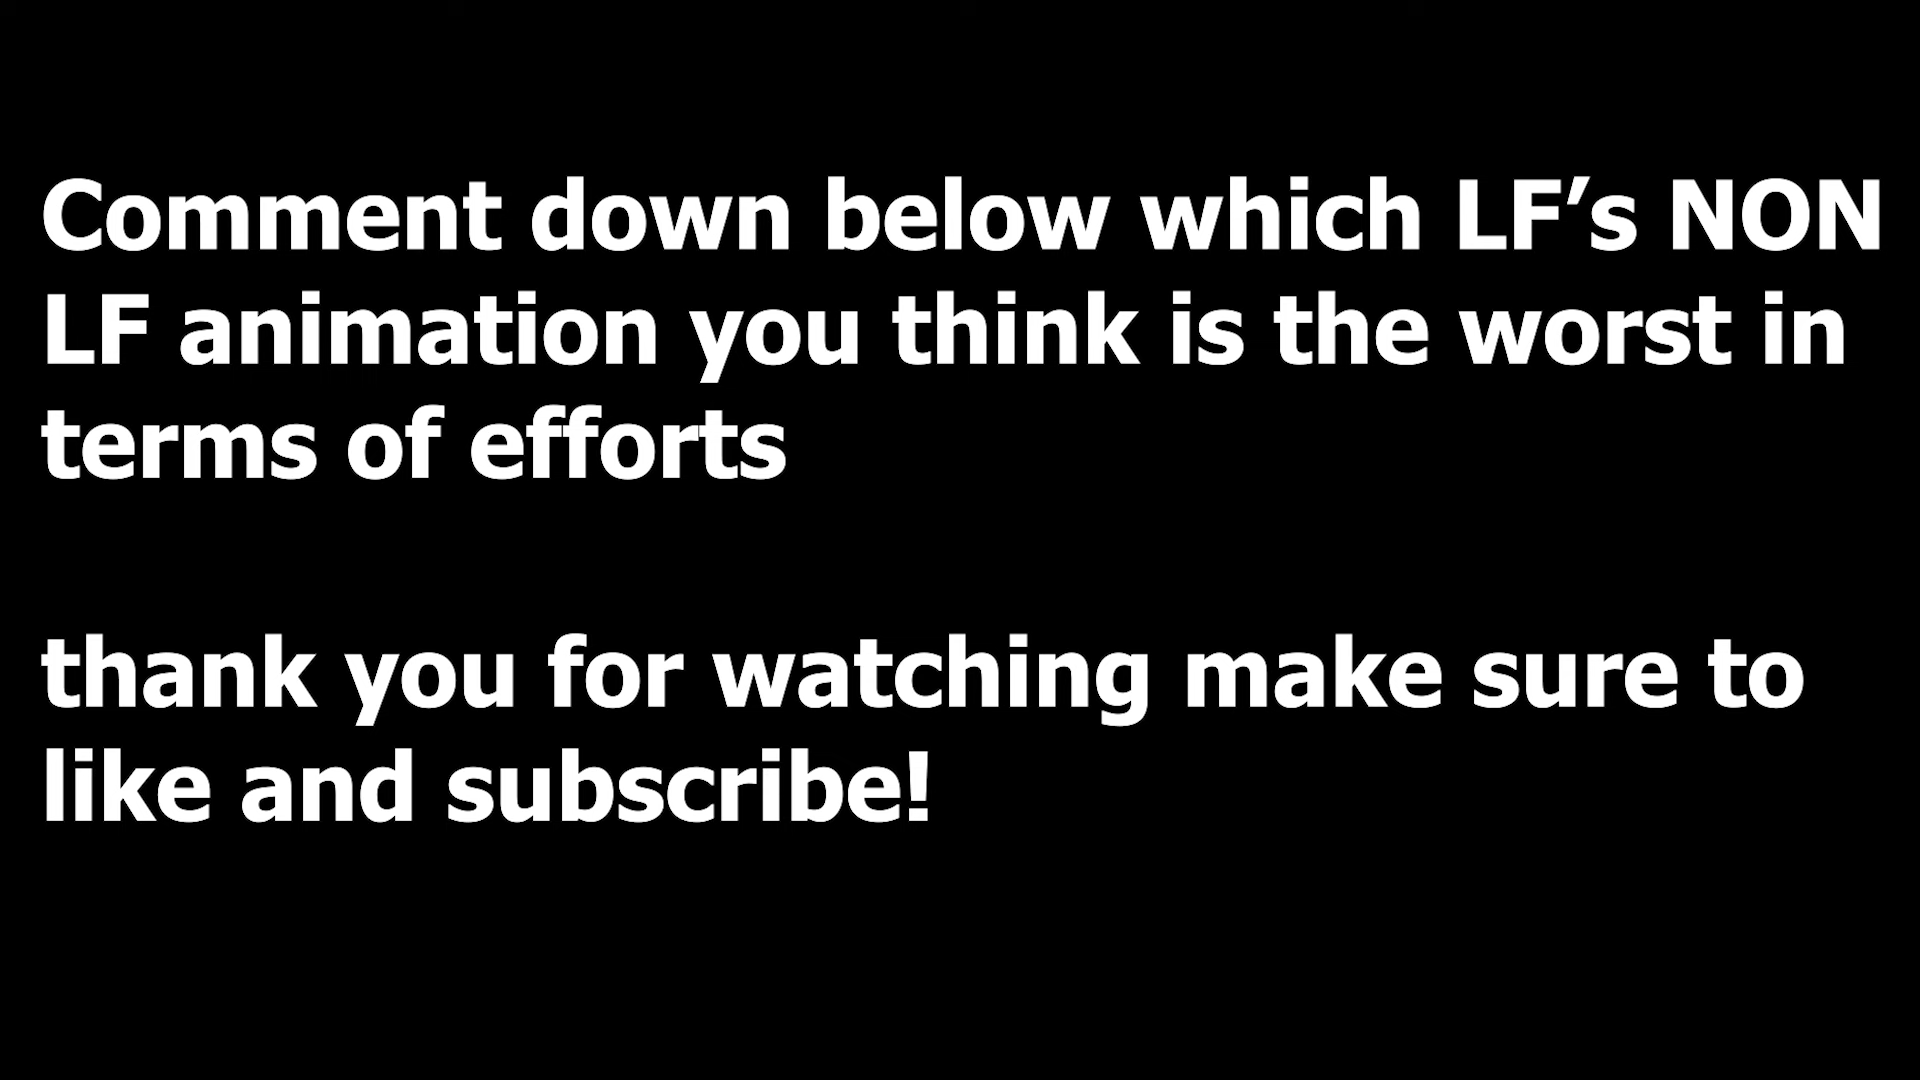 Comment down below which LF’s NON
LF animation you think is the worst in
terms of efforts
thank you for watching make sure to
like and subscribe!